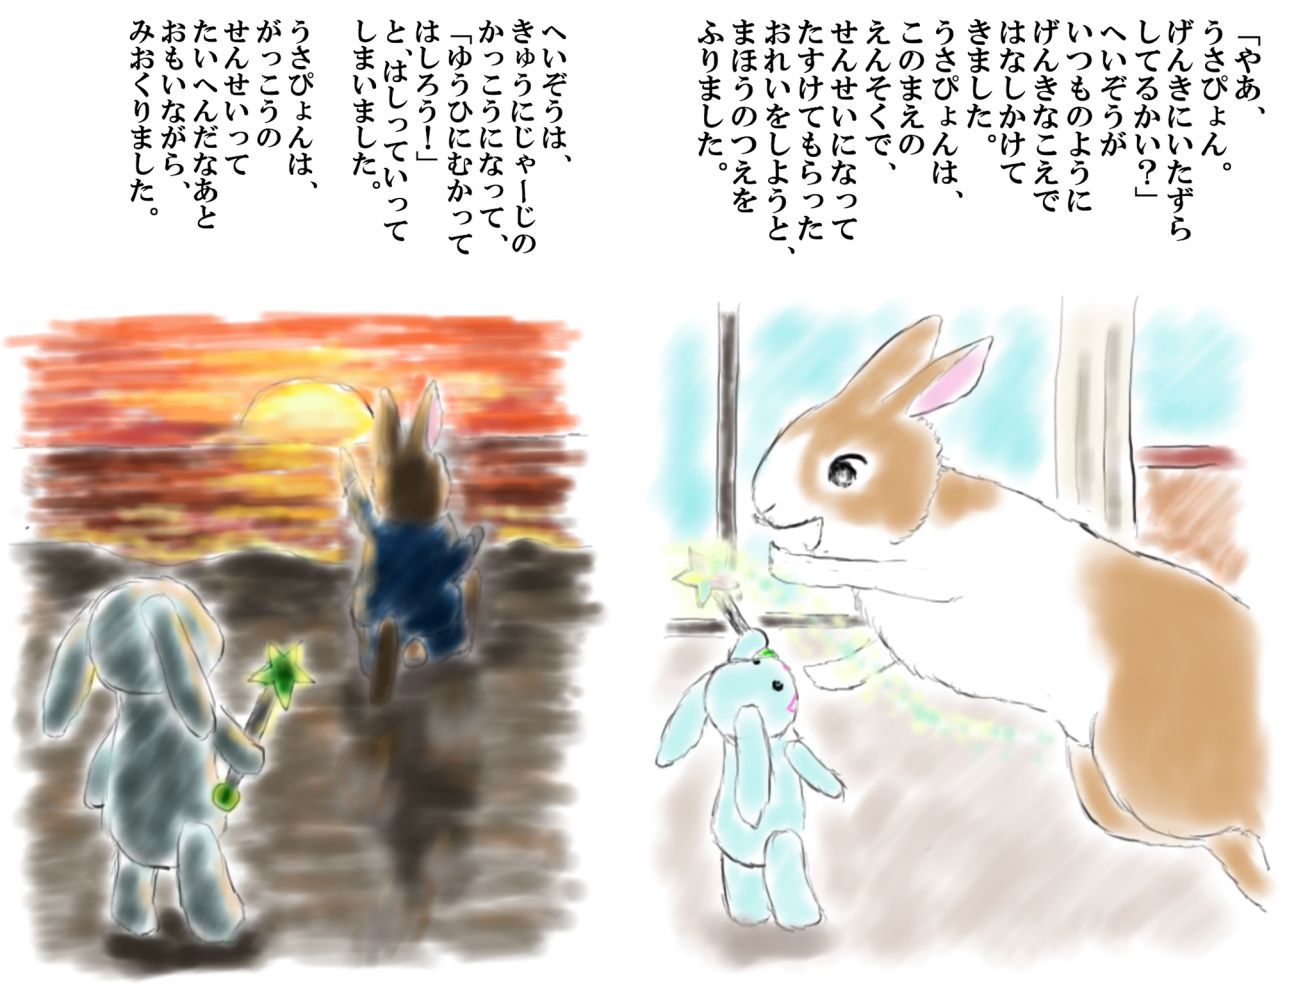 「やあ、
うさぴょん。
げんきにいたずら
してるかい？」
へいぞうが
いつものように
げんきなこえで
はなしかけて
きました。
うさぴょんは、
このまえの
えんそくで、
せんせいになって
たすけてもらった
おれいをしようと、
まほうのつえを
ふりました。
へいぞうは、
きゅうにじゃーじの
かっこうになって、
「ゆうひにむかって
はしろう！」
と、はしっていって
しまいました。
うさぴょんは、
がっこうの
せんせいって
たいへんだなあと
おもいながら、
みおくりました。